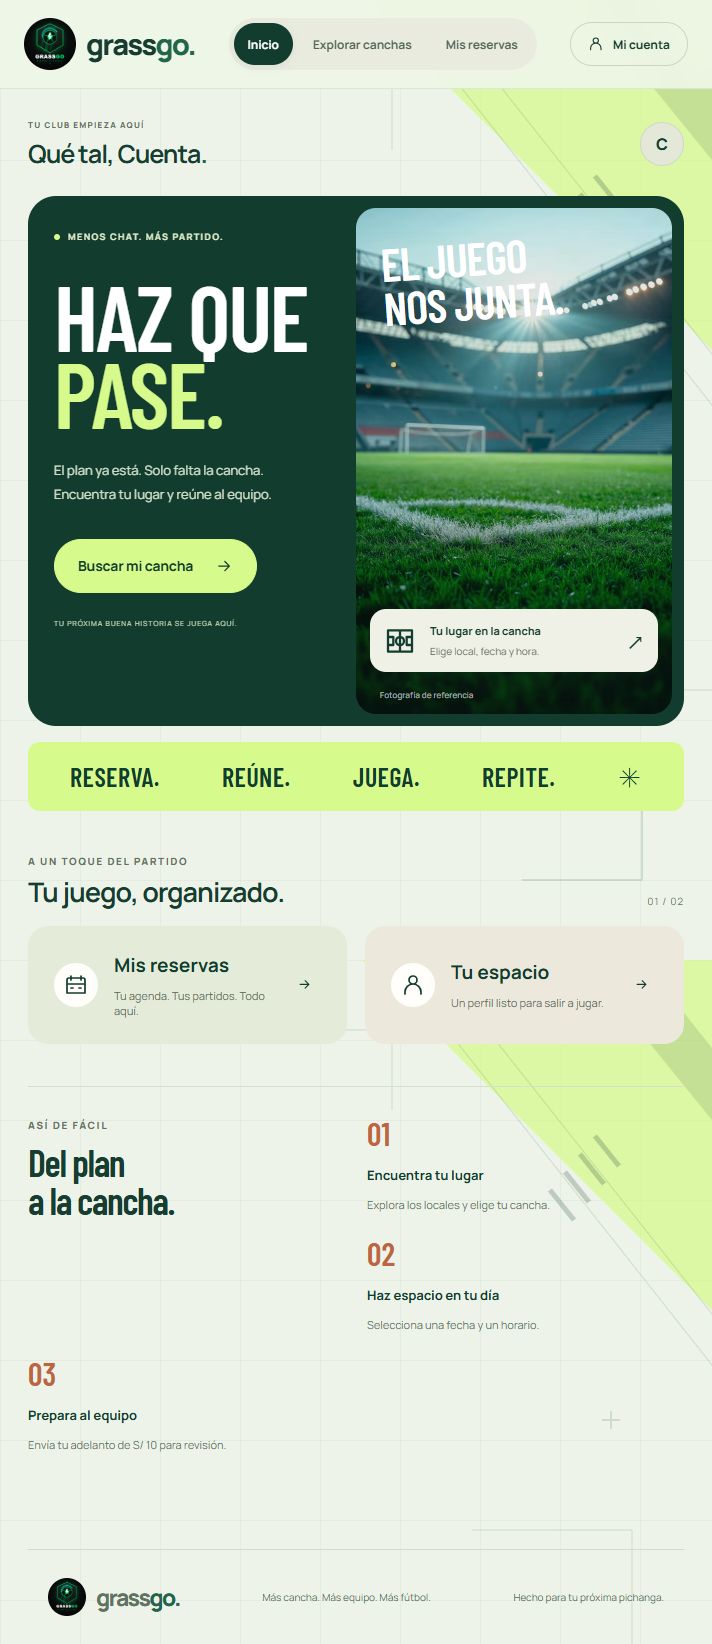 GRASSGO
grassgo.
Inicio
Explorar canchas
Mis reservas
Mi cuenta
TU CLUB EMPIEZA AQUÍ
Qué tal, Cuenta.
C
MENOS CHAT. MÁS PARTIDO.
HAZ QUE
PASE.
El plan ya está. Solo falta la cancha.
Encuentra tu lugar y reúne al equipo.
Buscar mi cancha →
TU PRÓXIMA BUENA HISTORIA SE JUEGA AQUÍ.
EL JUEGO
NOS JUNTA.
Tu lugar en la cancha
Elige local, fecha y hora.
Fotografía de referencia
RESERVA. REÚNE. JUEGA. REPITE.
A UN TOQUE DEL PARTIDO
Tu juego, organizado.
01 / 02
Mis reservas
Tu agenda. Tus partidos. Todo
aquí.
Tu espacio
Un perfil listo para salir a jugar.
ASÍ DE FÁCIL
Del plan
a la cancha.
01
Encuentra tu lugar
Explora los locales y elige tu cancha.
02
Haz espacio en tu día
Selecciona una fecha y un horario.
03
Prepara al equipo
Envía tu adelanto de S/ 10 para revisión.
GRASSGO
grassgo.
Más cancha. Más equipo. Más fútbol.
Hecho para tu próxima pichanga.